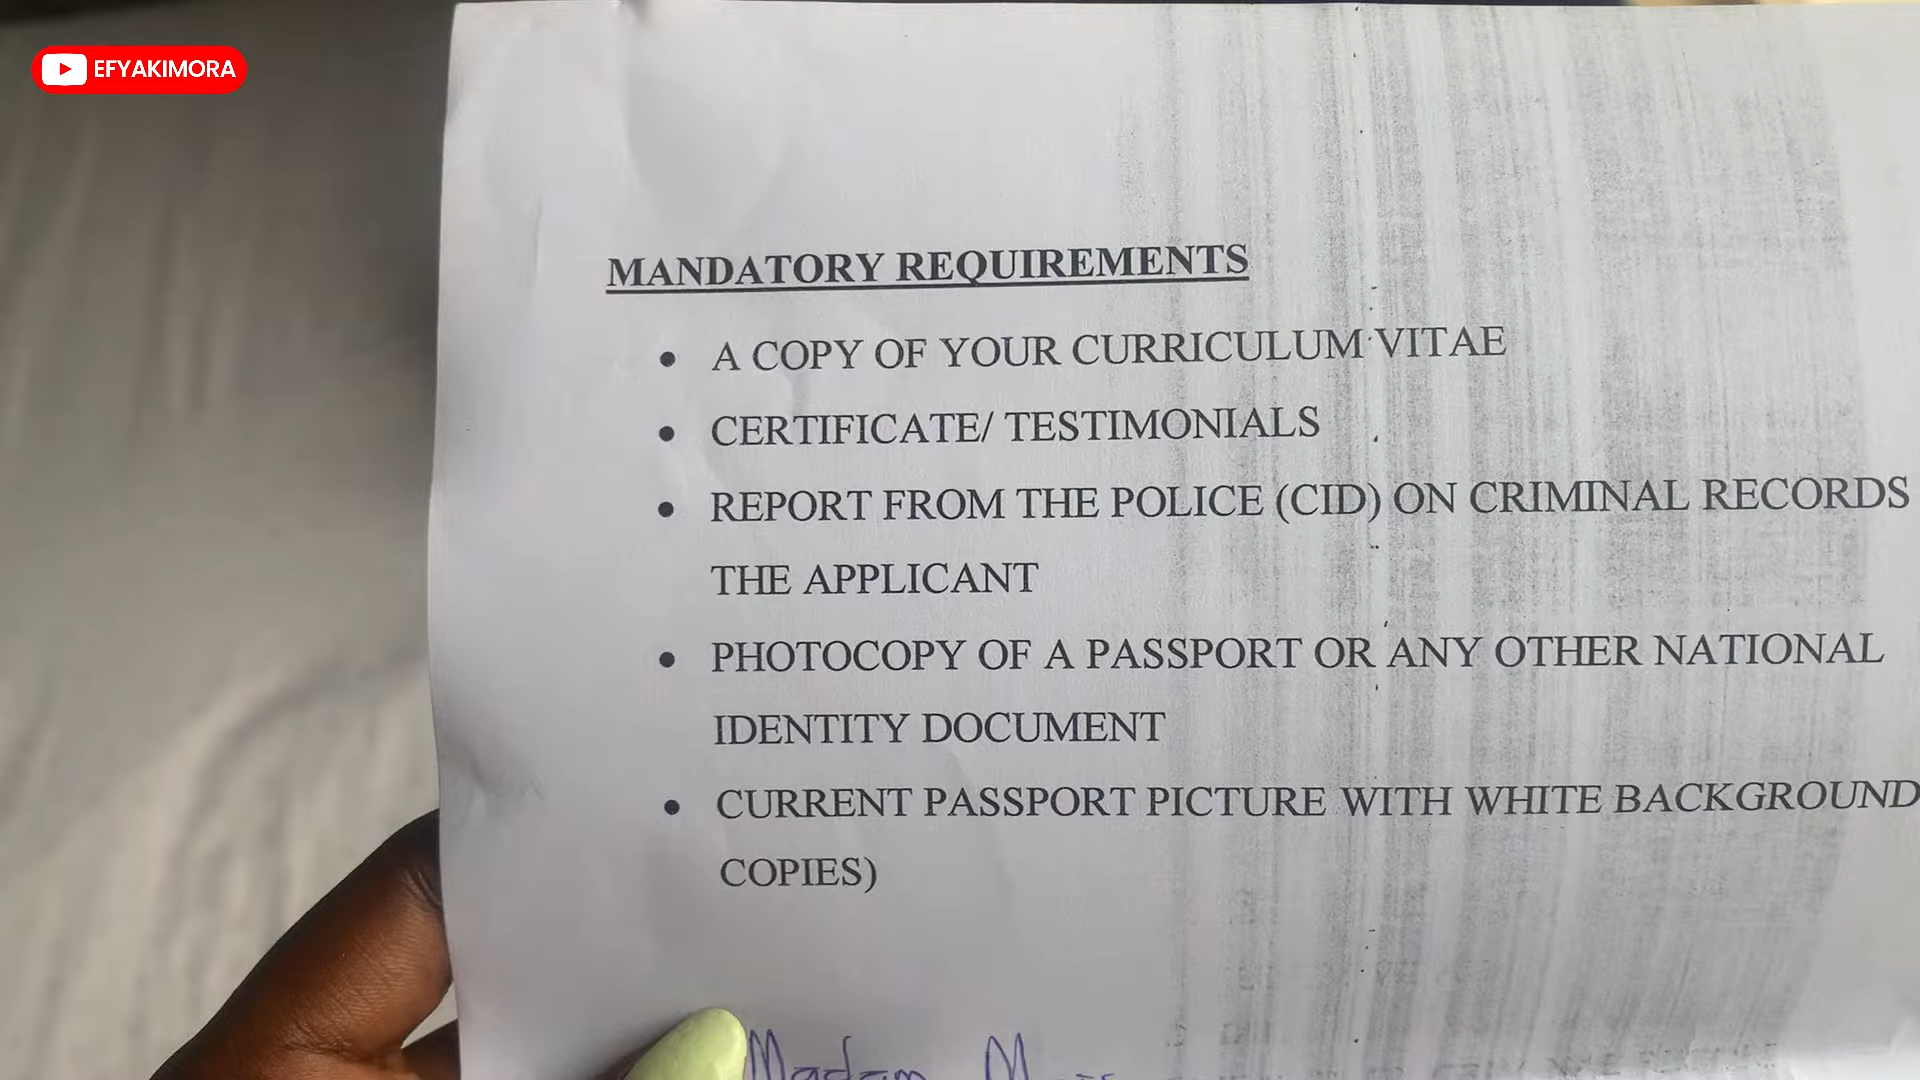 EFYAKIMORA
MANDATORY REQUIREMENTS
• A COPY OF YOUR CURRICULUM VITAE
• CERTIFICATE/ TESTIMONIALS
• REPORT FROM THE POLICE (CID) ON CRIMINAL RECORDS
THE APPLICANT
• PHOTOCOPY OF A PASSPORT OR ANY OTHER NATIONAL
IDENTITY DOCUMENT
• CURRENT PASSPORT PICTURE WITH WHITE BACKGROUND
COPIES)
Madam